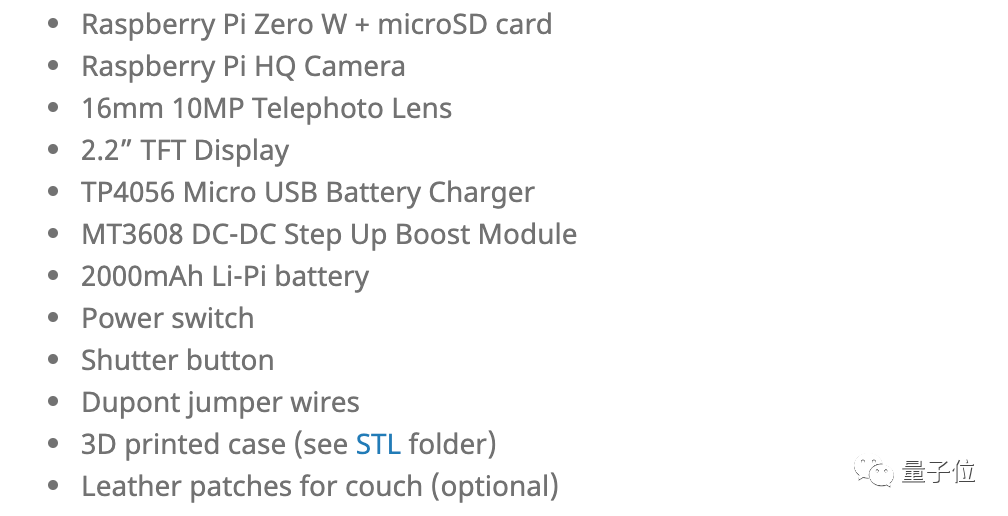 • Raspberry Pi Zero W + microSD card
• Raspberry Pi HQ Camera
• 16mm 10MP Telephoto Lens
• 2.2” TFT Display
• TP4056 Micro USB Battery Charger
• MT3608 DC-DC Step Up Boost Module
• 2000mAh Li-Pi battery
• Power switch
• Shutter button
• Dupont jumper wires
• 3D printed case (see STL folder)
• Leather patches for couch (optional)
量子位